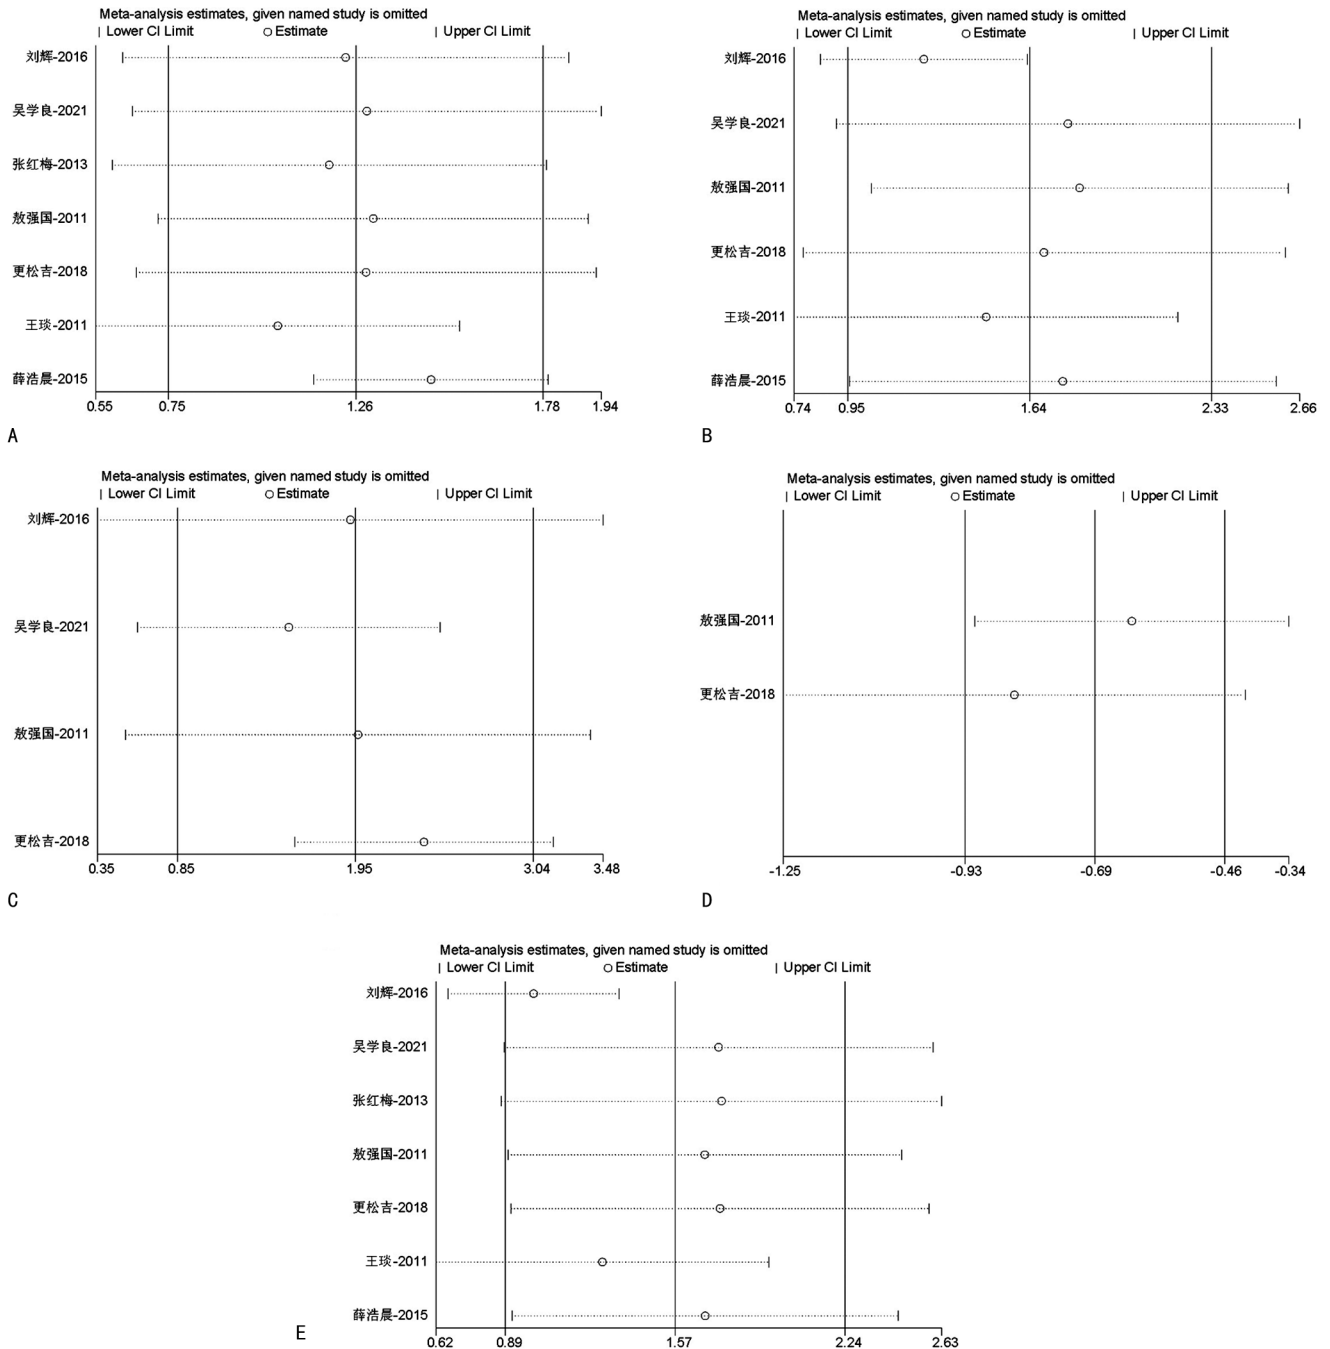 Meta-analysis estimates, given named study is omitted
| Lower CI Limit ○ Estimate | Upper CI Limit
刘辉-2016
吴学良-2021
张红梅-2013
敖强国-2011
更松吉-2018
王琰-2011
薛浩晨-2015
0.55 0.75 1.26 1.78 1.94
A
Meta-analysis estimates, given named study is omitted
| Lower CI Limit ○ Estimate | Upper CI Limit
刘辉-2016
吴学良-2021
敖强国-2011
更松吉-2018
王琰-2011
薛浩晨-2015
0.74 0.95 1.64 2.33 2.66
B
Meta-analysis estimates, given named study is omitted
| Lower CI Limit ○ Estimate | Upper CI Limit
刘辉-2016
吴学良-2021
敖强国-2011
更松吉-2018
0.35 0.85 1.95 3.04 3.48
C
Meta-analysis estimates, given named study is omitted
| Lower CI Limit ○ Estimate | Upper CI Limit
敖强国-2011
更松吉-2018
-1.25 -0.93 -0.69 -0.46 -0.34
D
Meta-analysis estimates, given named study is omitted
| Lower CI Limit ○ Estimate | Upper CI Limit
刘辉-2016
吴学良-2021
张红梅-2013
敖强国-2011
更松吉-2018
王琰-2011
薛浩晨-2015
0.62 0.89 1.57 2.24 2.63
E